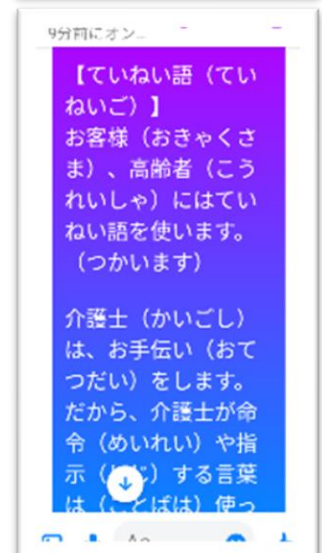 9分前にオン...
【ていねい語（てい
ねいご）】
お客様（おきゃくさ
ま）、高齢者（こう
れいしゃ）にはてい
ねい語を使います。
（つかいます）
介護士（かいごし）
は、お手伝い（おて
つだい）をします。
だから、介護士が命
令（めいれい）や指
示（ じ）する言葉
は（ことばは）使っ
Aa